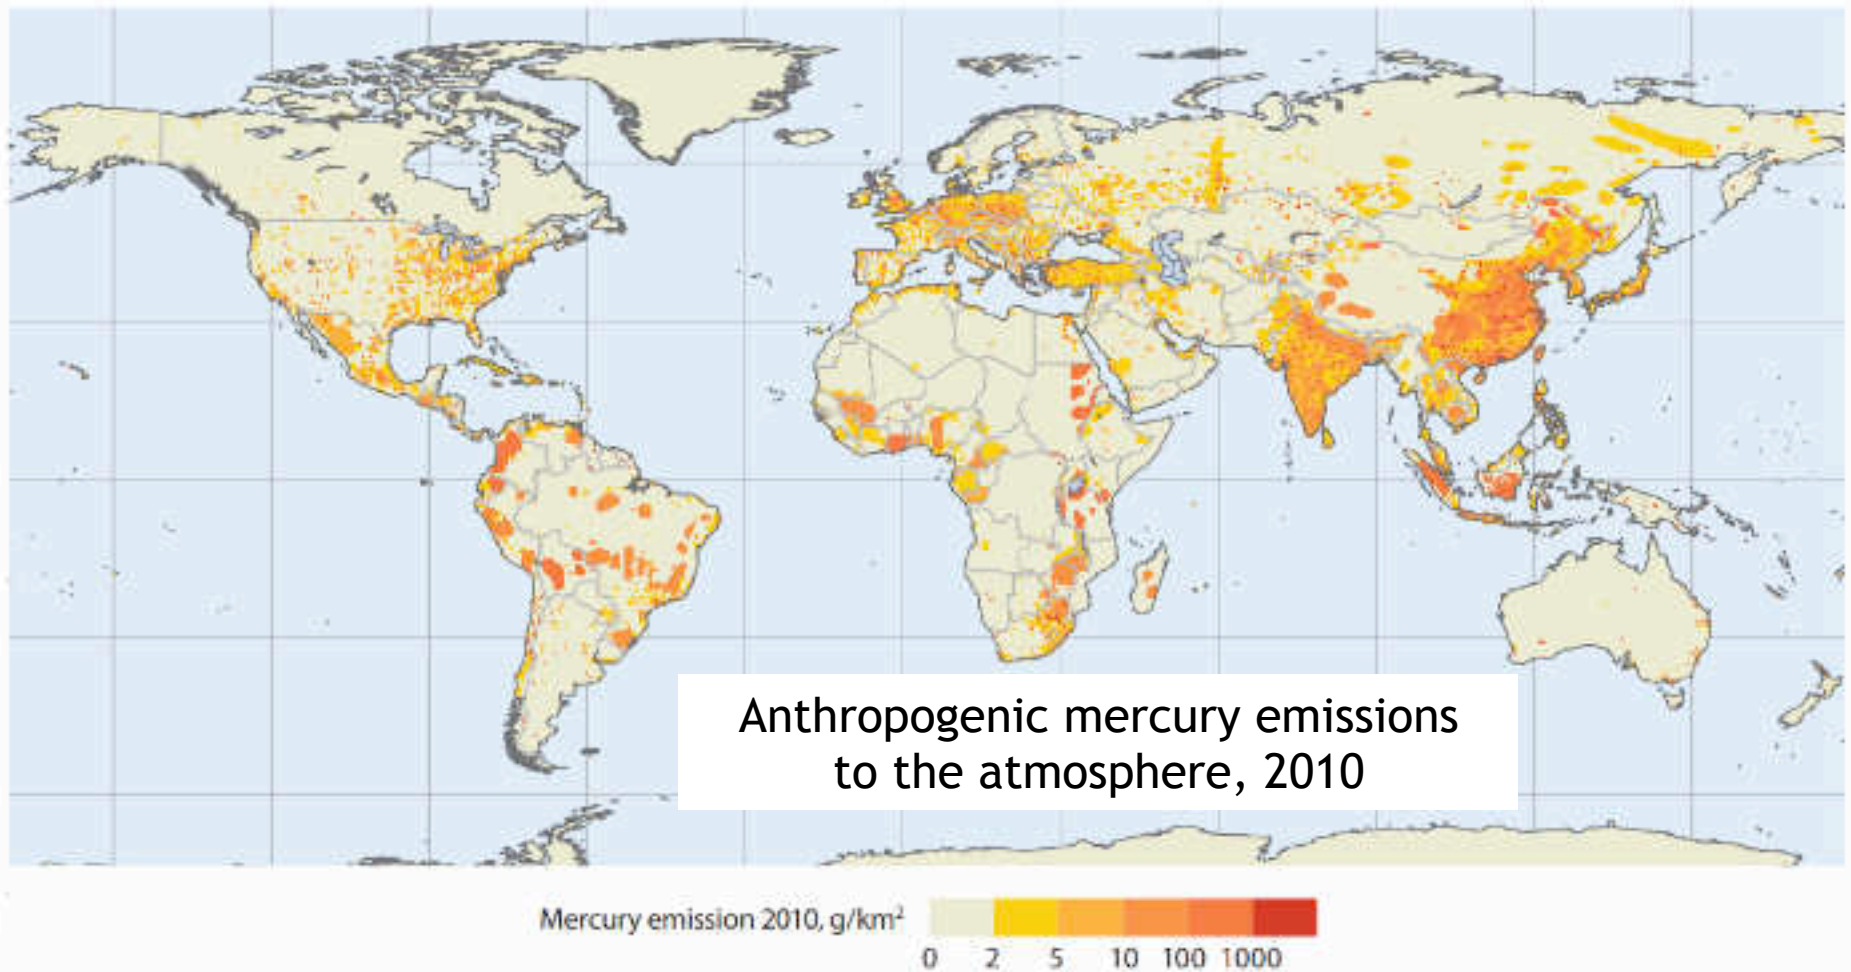 Anthropogenic mercury emissions
to the atmosphere, 2010
Mercury emission 2010, g/km²
0 2 5 10 100 1000